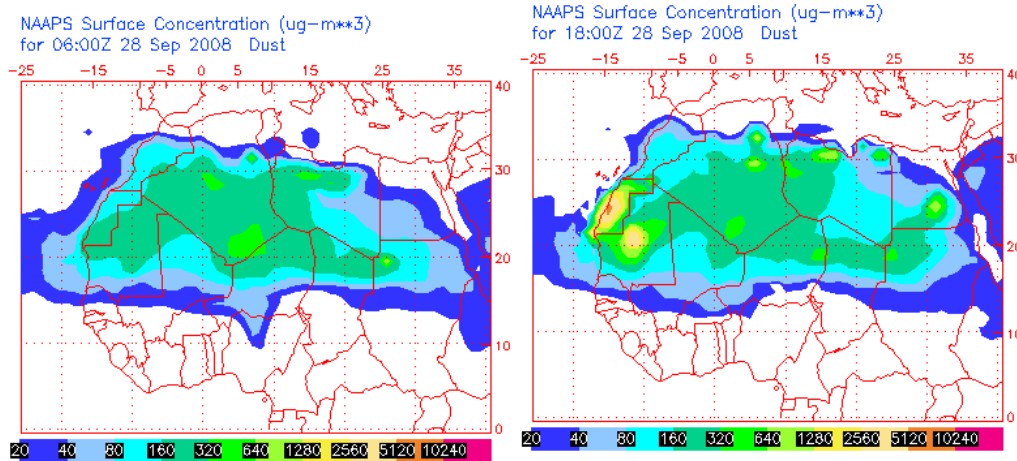 NAAPS Surface Concentration (ug-m**3)
for 06:00Z 28 Sep 2008 Dust
-25 -15 -5 0 5 15 25 35
40
30
20
10
0
20 40 80 160 320 640 1280 2560 5120 10240
NAAPS Surface Concentration (ug-m**3)
for 18:00Z 28 Sep 2008 Dust
-25 -15 -5 0 5 15 25 35
40
30
20
10
0
20 40 80 160 320 640 1280 2560 5120 10240